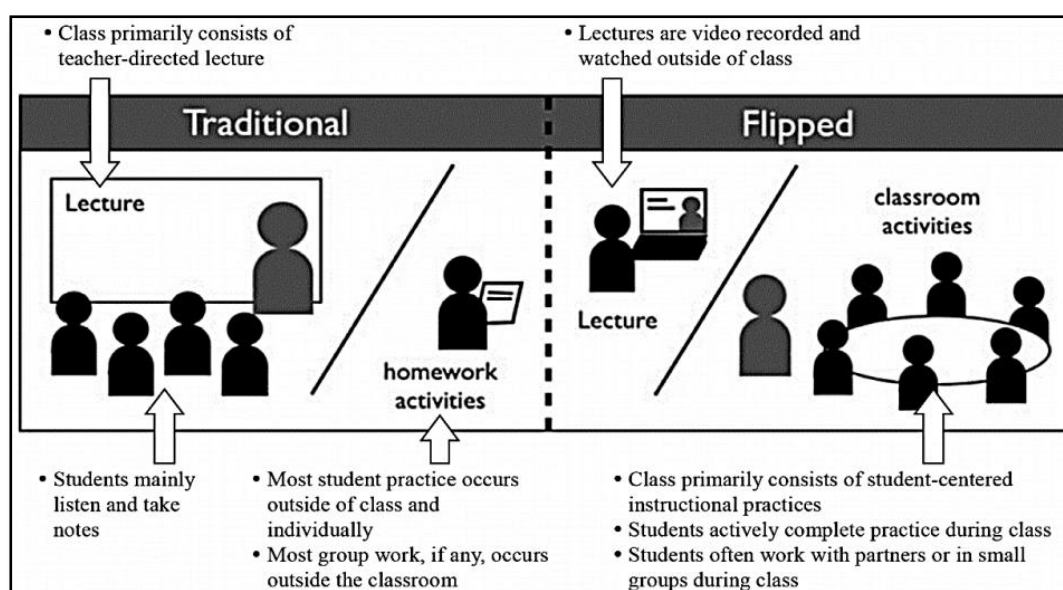 • Class primarily consists of
teacher-directed lecture
• Lectures are video recorded and
watched outside of class
Traditional
Flipped
Lecture
homework
activities
Lecture
classroom
activities
• Students mainly
listen and take
notes
• Most student practice occurs
outside of class and
individually
• Most group work, if any, occurs
outside the classroom
• Class primarily consists of student-centered
instructional practices
• Students actively complete practice during class
• Students often work with partners or in small
groups during class